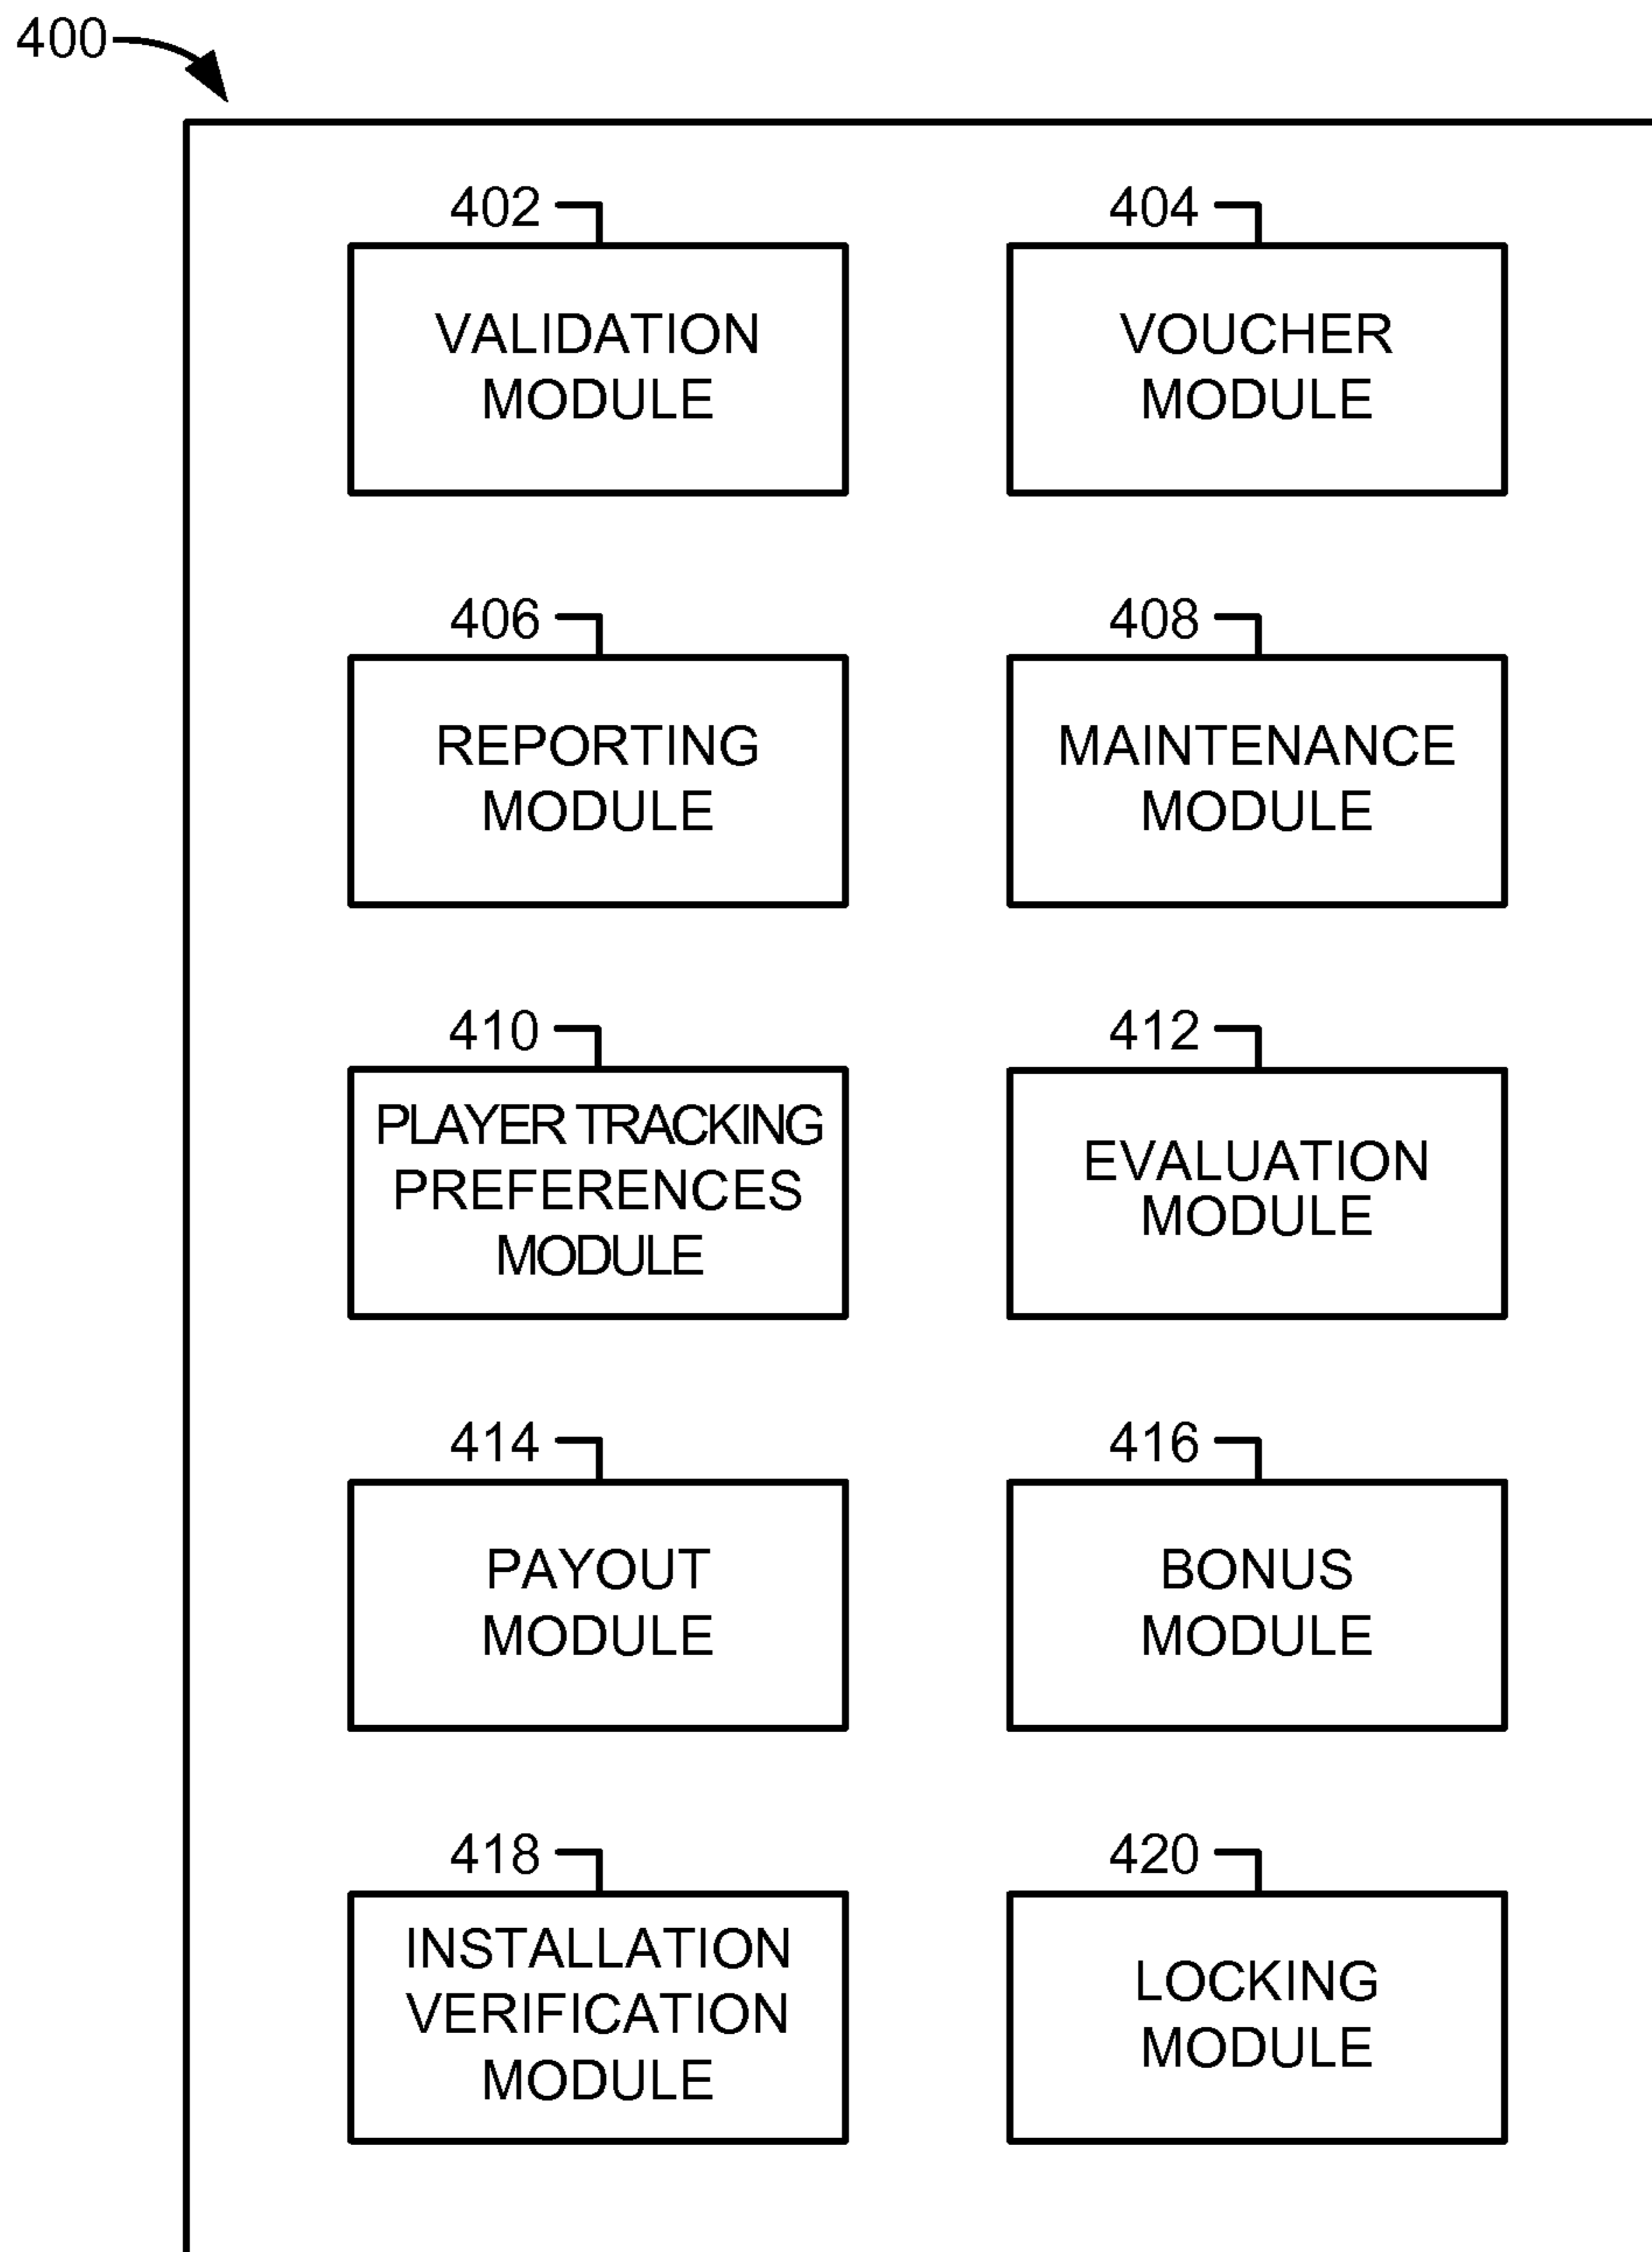 400
402
VALIDATION
MODULE
404
VOUCHER
MODULE
406
REPORTING
MODULE
408
MAINTENANCE
MODULE
410
PLAYER TRACKING
PREFERENCES
MODULE
412
EVALUATION
MODULE
414
PAYOUT
MODULE
416
BONUS
MODULE
418
INSTALLATION
VERIFICATION
MODULE
420
LOCKING
MODULE